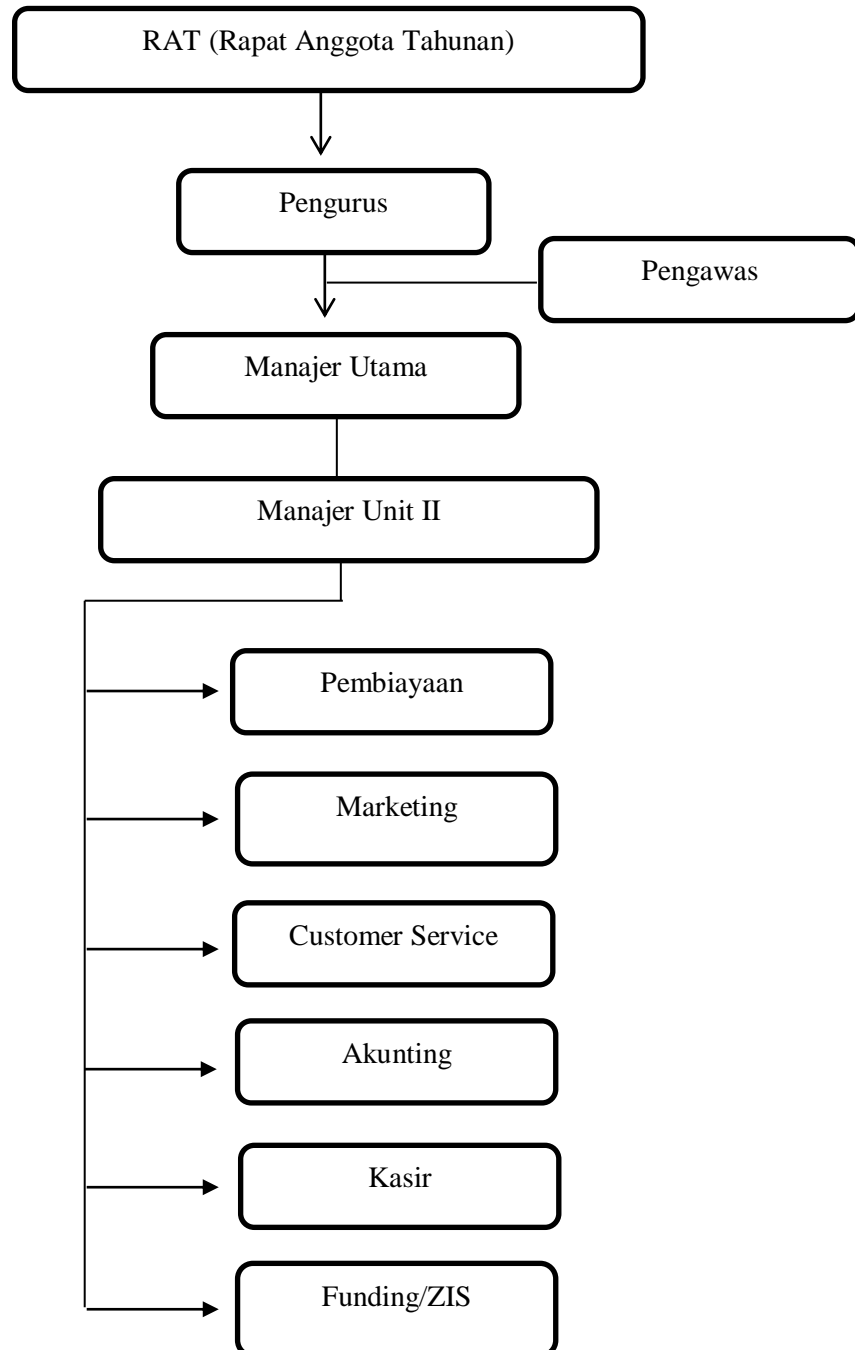 RAT (Rapat Anggota Tahunan)
Pengurus
Pengawas
Manajer Utama
Manajer Unit II
Pembiayaan
Marketing
Customer Service
Akunting
Kasir
Funding/ZIS